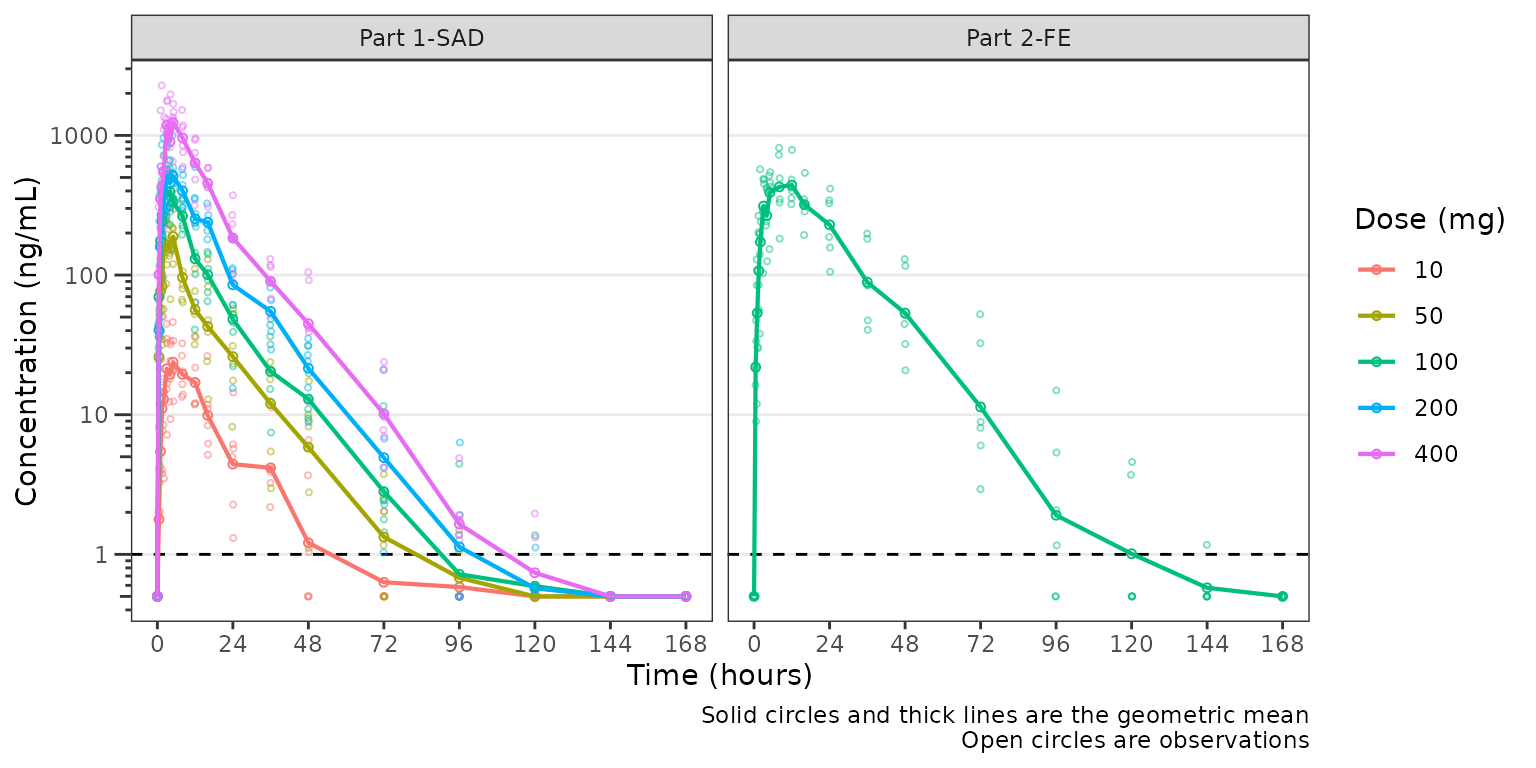 Part 1-SAD
Part 2-FE
Concentration (ng/mL)
1000
100
10
1
0 24 48 72 96 120 144 168
0 24 48 72 96 120 144 168
Time (hours)
Dose (mg)
10
50
100
200
400
Solid circles and thick lines are the geometric mean
Open circles are observations